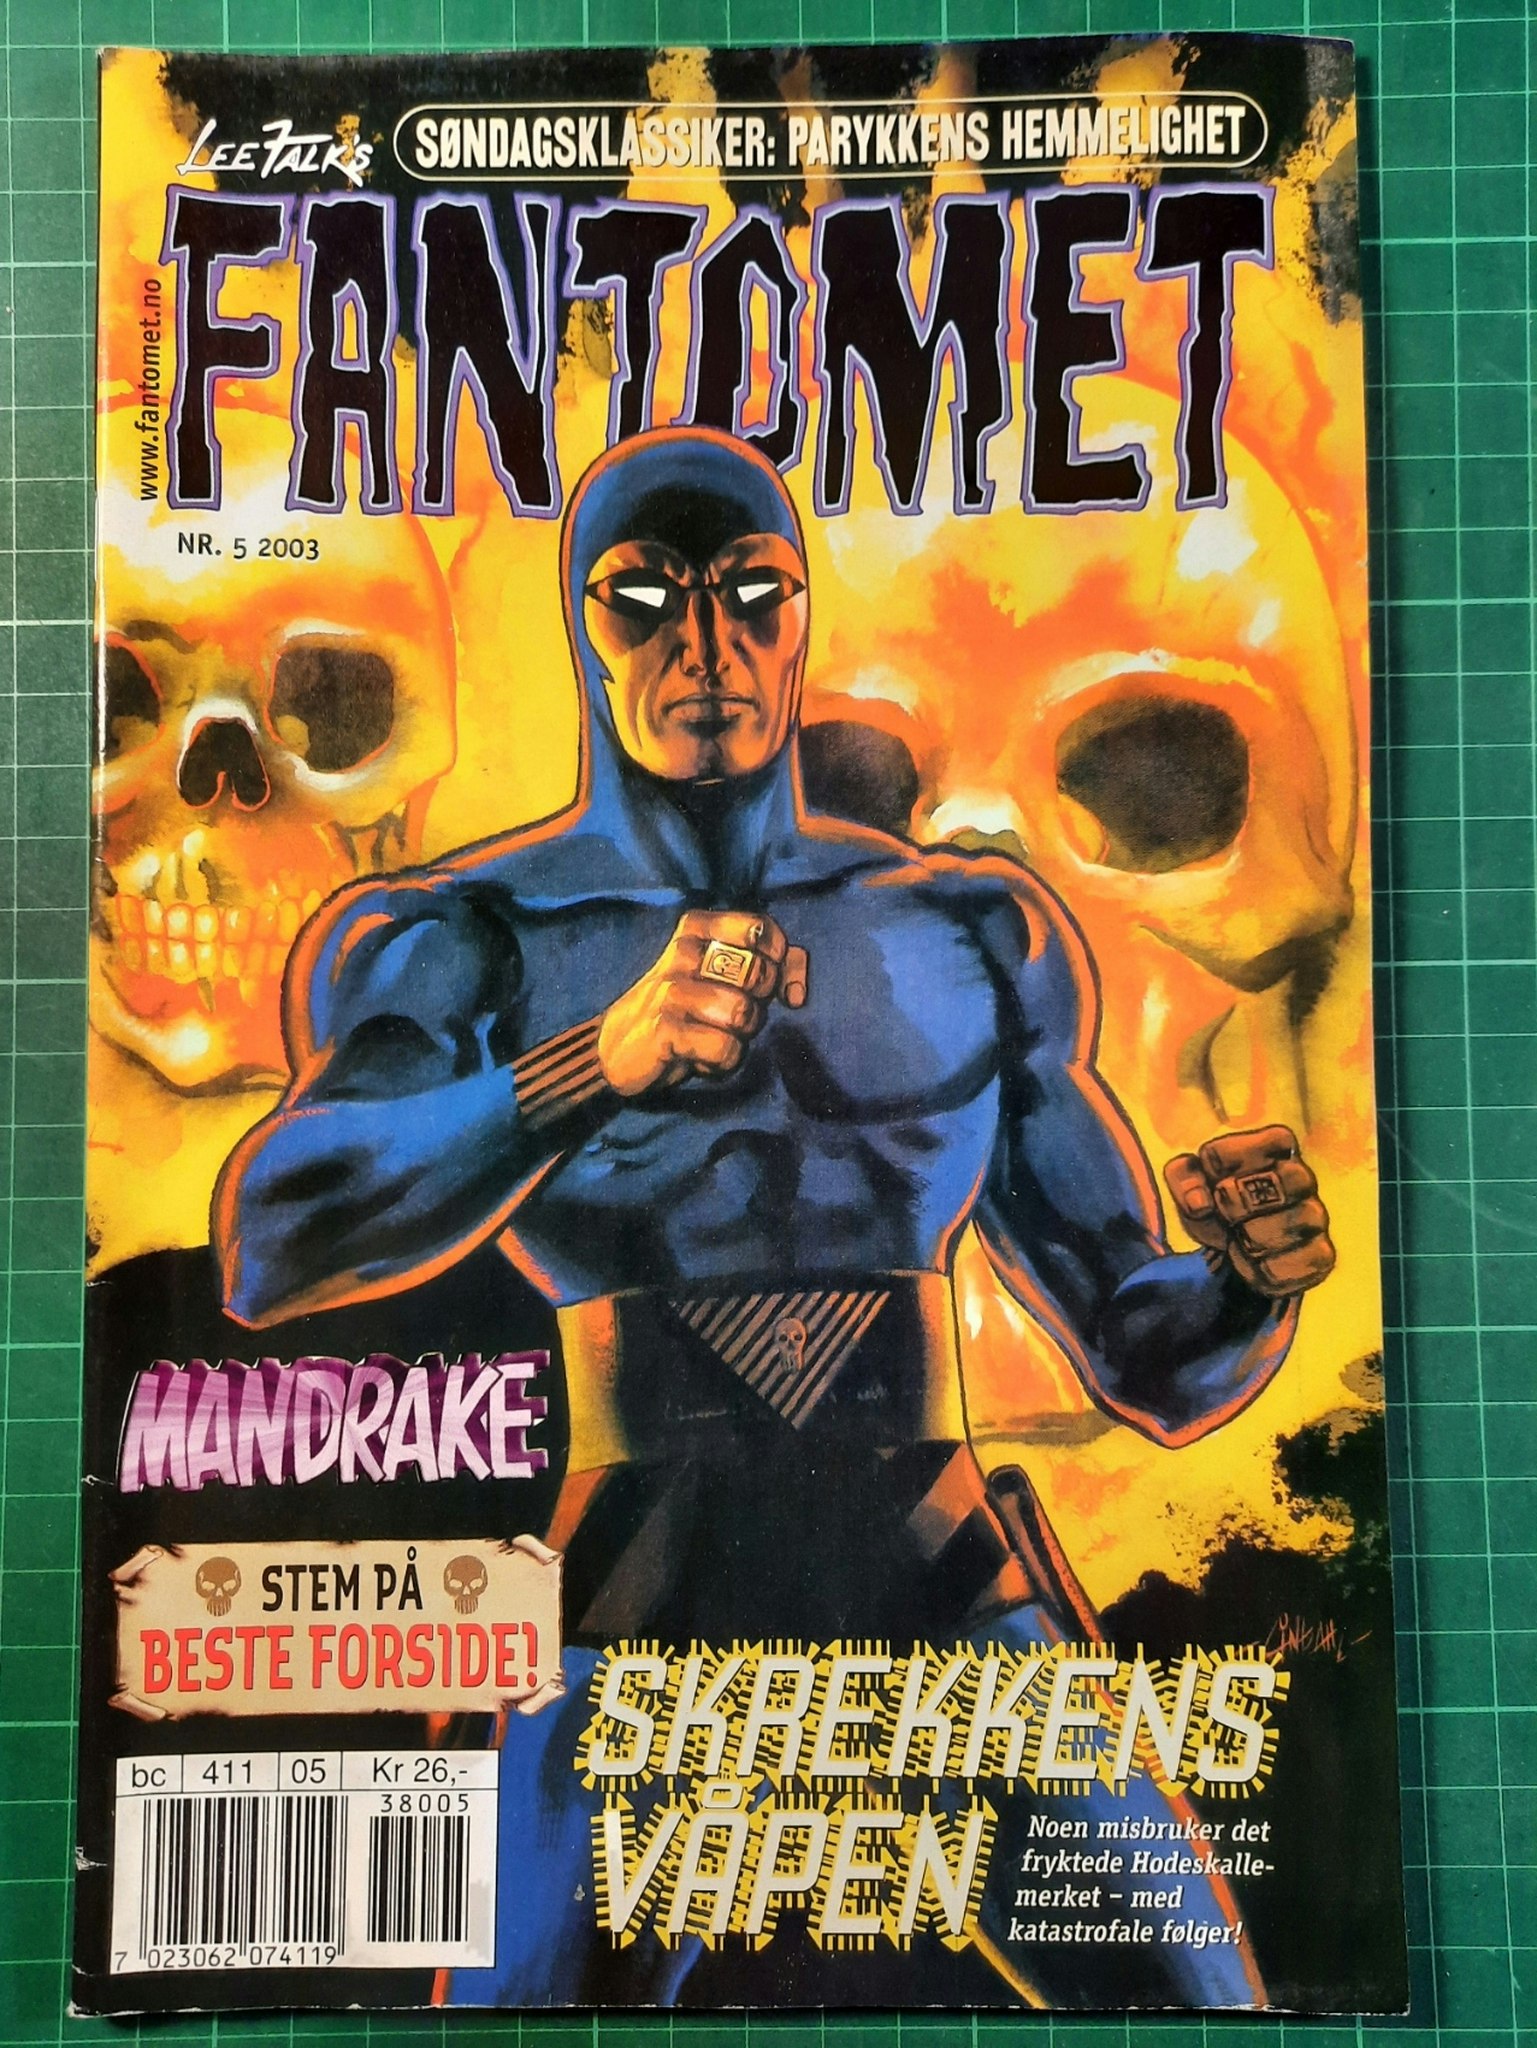 LEE FALK'S
SØNDAGSKLASSIKER: PARYKKENS HEMMELIGHET
FANTOMET
www.fantomet.no
NR. 5 2003
MANDRAKE
STEM PÅ
BESTE FORSIDE!
SKREKKENS
VÅPEN
Noen misbruker det
fryktede Hodeskalle-
merket – med
katastrofale følger!
bc 411 05 Kr 26,-
38005
7 023062 074119